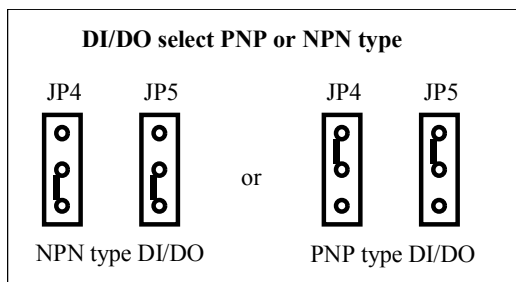 DI/DO select PNP or NPN type
JP4 JP5 JP4 JP5
or
NPN type DI/DO PNP type DI/DO